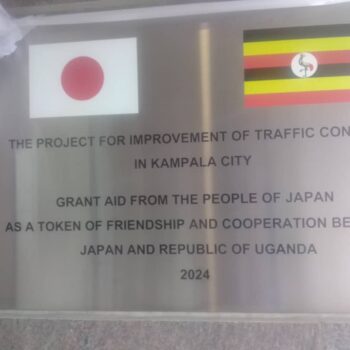 THE PROJECT FOR IMPROVEMENT OF TRAFFIC CON
IN KAMPALA CITY
GRANT AID FROM THE PEOPLE OF JAPAN
AS A TOKEN OF FRIENDSHIP AND COOPERATION BE
JAPAN AND REPUBLIC OF UGANDA
2024